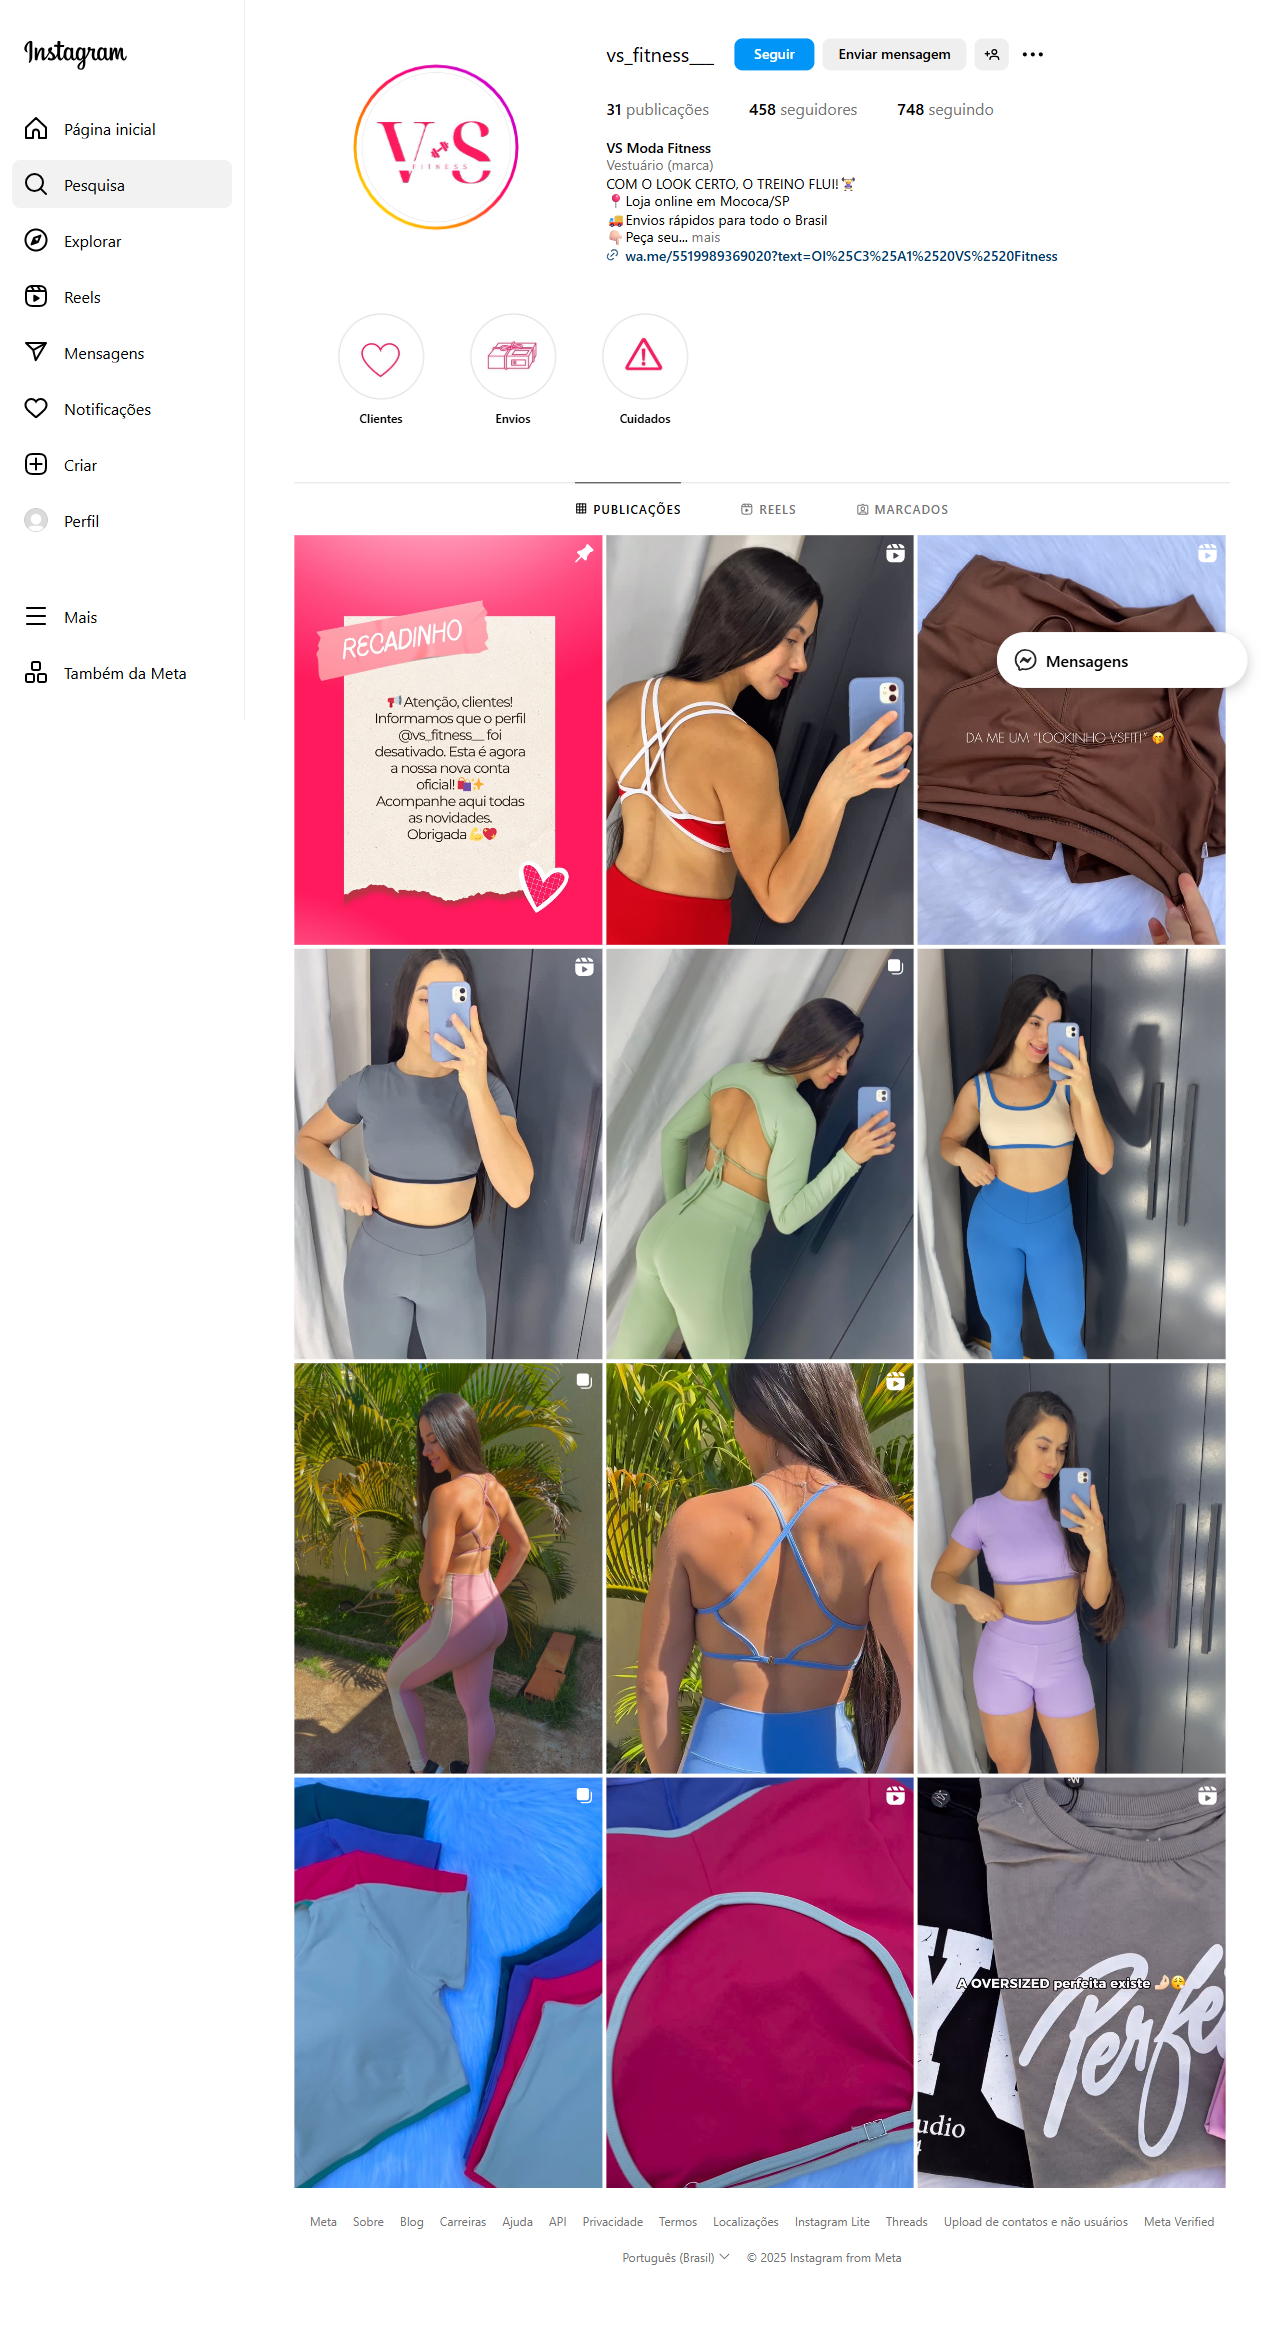 Instagram
Página inicial
Pesquisa
Explorar
Reels
Mensagens
Notificações
Criar
Perfil
Mais
Também da Meta
vs_fitness___ Seguir Enviar mensagem
31 publicações 458 seguidores 748 seguindo
VS Moda Fitness
Vestuário (marca)
COM O LOOK CERTO, O TREINO FLUI!🏋️‍♀️
📍Loja online em Mococa/SP
🚚Envios rápidos para todo o Brasil
👇🏻Peça seu... mais
wa.me/5519989369020?text=Ol%25C3%25A1%2520VS%2520Fitness
VS
FITNESS
Clientes Envios Cuidados
PUBLICAÇÕES REELS MARCADOS
RECADINHO
📢Atenção, clientes!
Informamos que o perfil
@vs_fitness__ foi
desativado. Esta é agora
a nossa nova conta
oficial!🛍️✨
Acompanhe aqui todas
as novidades.
Obrigada💪💖
Mensagens
DA ME UM “LOOKINHO VSFIT!” 🤭
A OVERSIZED perfeita existe 🤌🏻😮‍💨
Perfe
udio
Meta Sobre Blog Carreiras Ajuda API Privacidade Termos Localizações Instagram Lite Threads Upload de contatos e não usuários Meta Verified
Português (Brasil) © 2025 Instagram from Meta